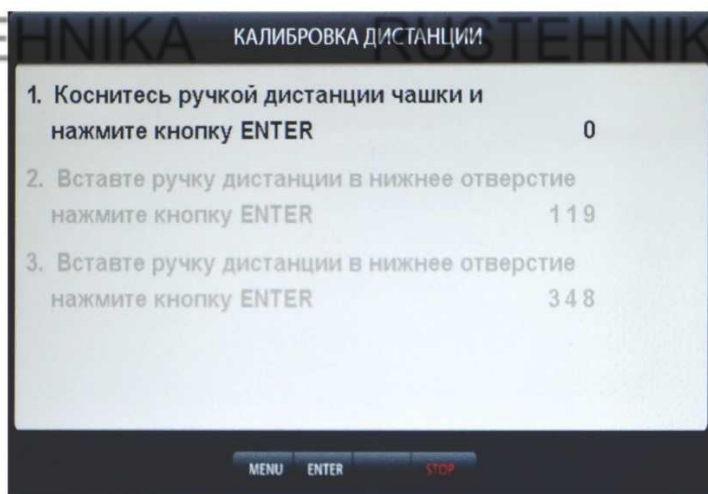 EHNIKA RUSTEHNIK
КАЛИБРОВКА ДИСТАНЦИИ
1. Коснитесь ручкой дистанции чашки и
нажмите кнопку ENTER 0
2. Вставте ручку дистанции в нижнее отверстие
нажмите кнопку ENTER 119
3. Вставте ручку дистанции в нижнее отверстие
нажмите кнопку ENTER 348
MENU ENTER STOP